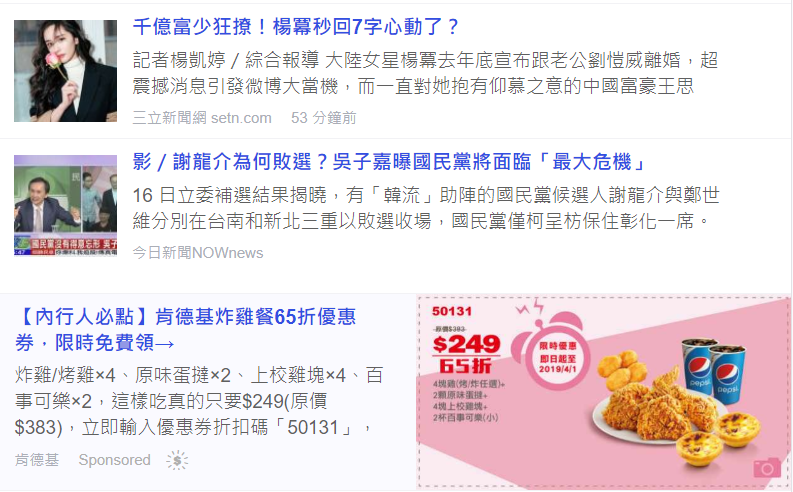 千億富少狂撩！楊冪秒回7字心動了？
記者楊凱婷／綜合報導 大陸女星楊冪去年底宣布跟老公劉愷威離婚，超
震撼消息引發微博大當機，而一直對她抱有仰慕之意的中國富豪王思
三立新聞網 setn.com 53 分鐘前
影／謝龍介為何敗選？吳子嘉曝國民黨將面臨「最大危機」
16 日立委補選結果揭曉，有「韓流」助陣的國民黨候選人謝龍介與鄭世
維分別在台南和新北三重以敗選收場，國民黨僅柯呈枋保住彰化一席。
今日新聞NOWnews
民
國民黨沒有得意忘形 吳子
:47
【內行人必點】肯德基炸雞餐65折優惠
券，限時免費領→
炸雞/烤雞×4、原味蛋撻×2、上校雞塊×4、百
事可樂×2，這樣吃真的只要$249(原價
$383)，立即輸入優惠券折扣碼「50131」，
肯德基 Sponsored
50131
原價$383
$249
65折
4塊雞(烤/炸任選)+
2顆原味蛋撻+
4塊上校雞塊+
2杯百事可樂(小)
限時優惠
即日起至
2019/4/1
pepsi
pepsi